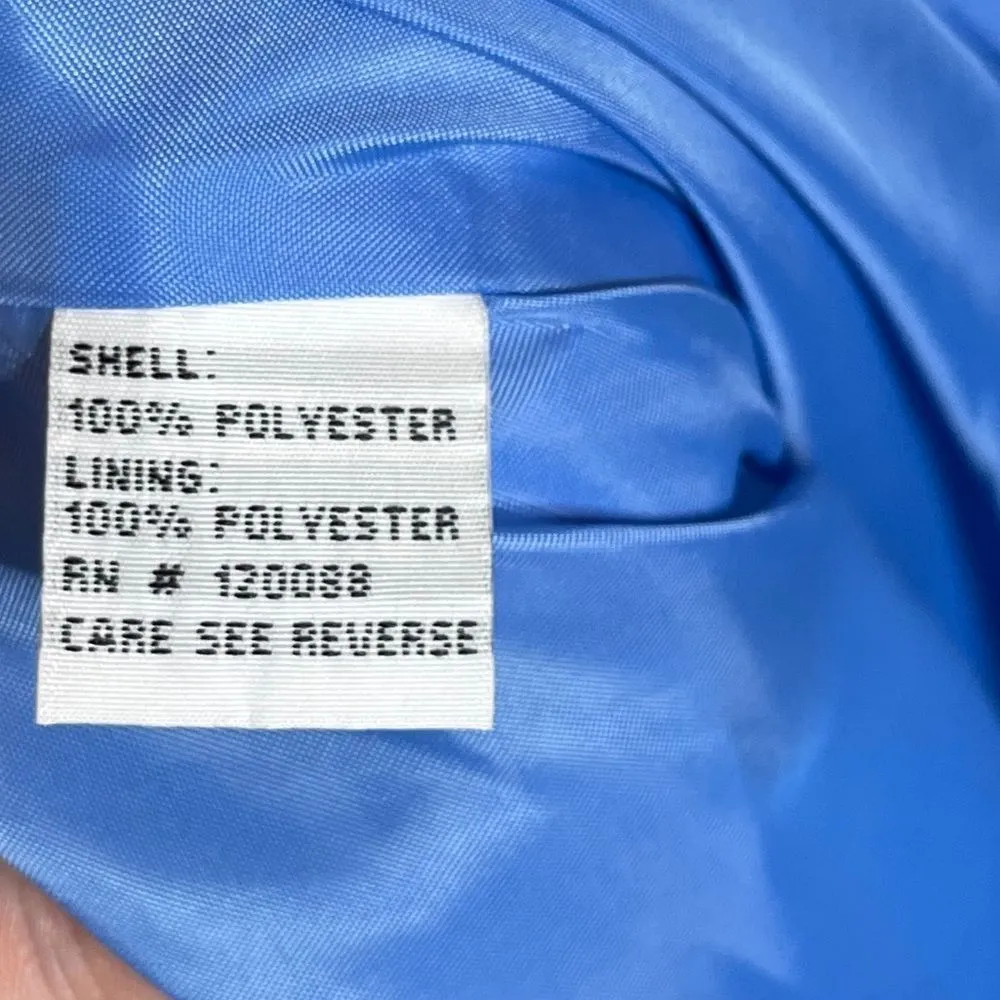 SHELL:
100% POLYESTER
LINING:
100% POLYESTER
RN # 120088
CARE SEE REVERSE